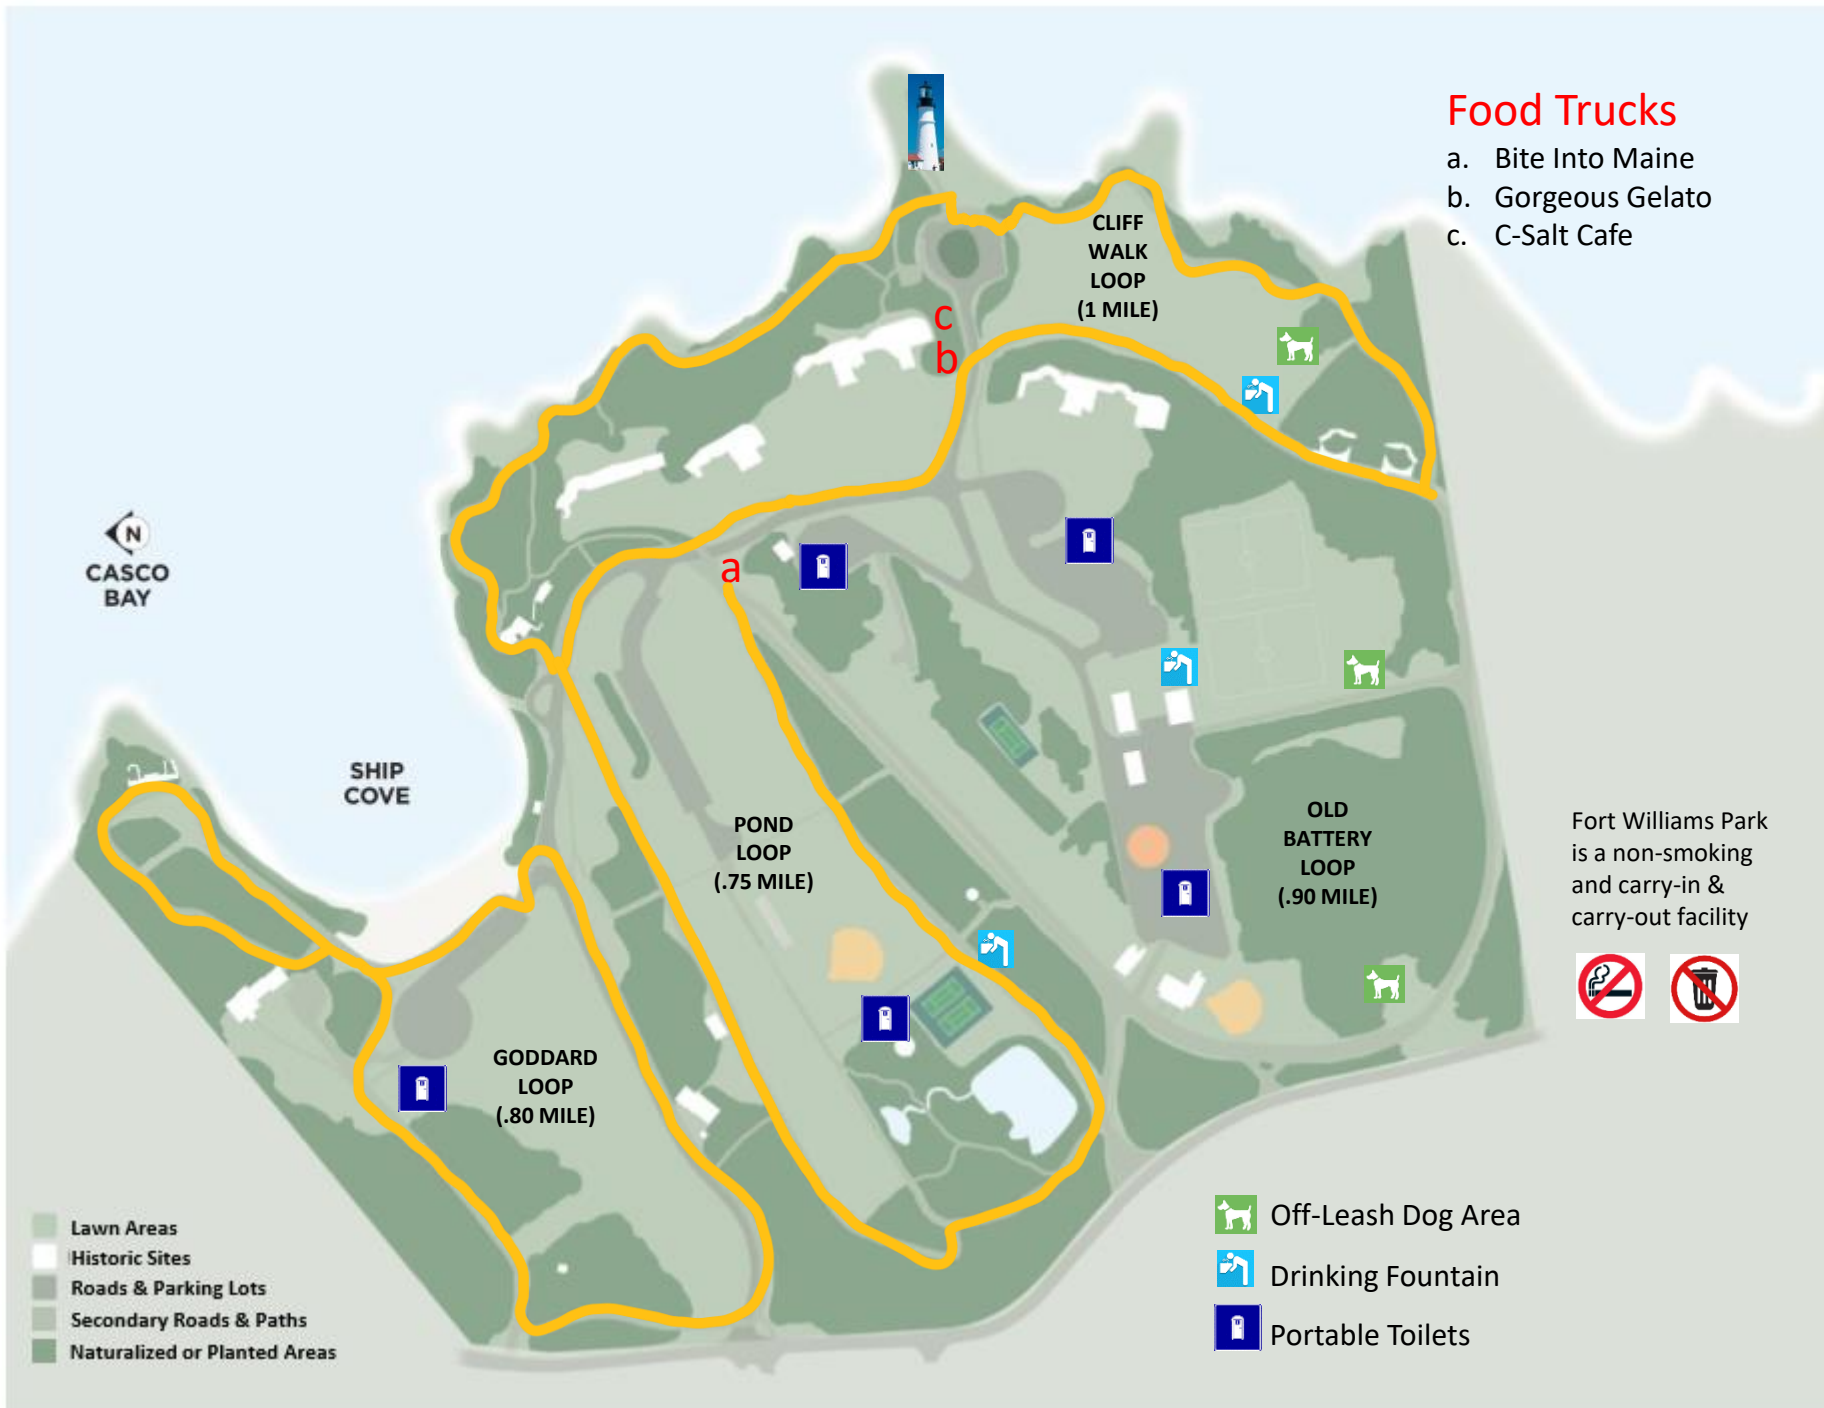 Food Trucks
a. Bite Into Maine
b. Gorgeous Gelato
c. C-Salt Cafe
CLIFF
WALK
LOOP
(1 MILE)
c
b
a
N
CASCO
BAY
SHIP
COVE
POND
LOOP
(.75 MILE)
OLD
BATTERY
LOOP
(.90 MILE)
GODDARD
LOOP
(.80 MILE)
Fort Williams Park
is a non-smoking
and carry-in &
carry-out facility
Lawn Areas
Historic Sites
Roads & Parking Lots
Secondary Roads & Paths
Naturalized or Planted Areas
Off-Leash Dog Area
Drinking Fountain
Portable Toilets